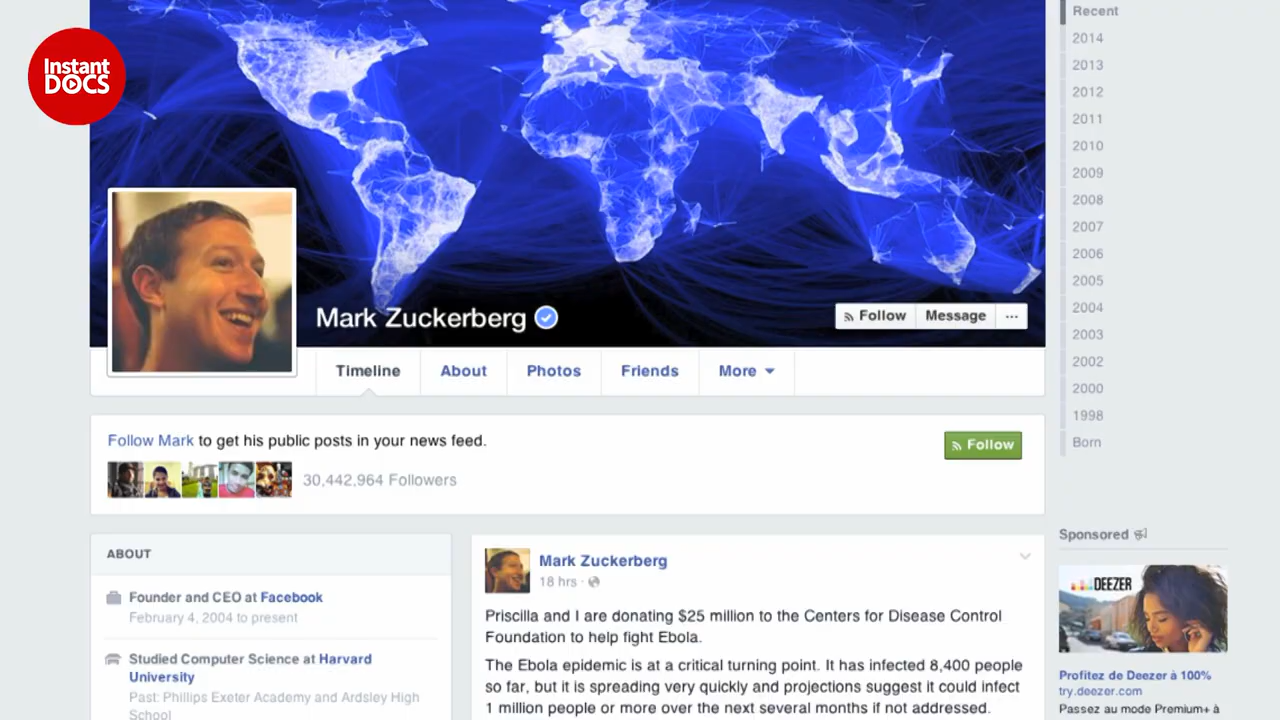 Instant
DOCS
Mark Zuckerberg
Follow
Message
...
Timeline
About
Photos
Friends
More
Follow Mark to get his public posts in your news feed.
Follow
30,442,964 Followers
ABOUT
Founder and CEO at Facebook
February 4, 2004 to present
Studied Computer Science at Harvard
University
Past: Phillips Exeter Academy and Ardsley High
School
Mark Zuckerberg
18 hrs ·
Priscilla and I are donating $25 million to the Centers for Disease Control
Foundation to help fight Ebola.
The Ebola epidemic is at a critical turning point. It has infected 8,400 people
so far, but it is spreading very quickly and projections suggest it could infect
1 million people or more over the next several months if not addressed.
Recent
2014
2013
2012
2011
2010
2009
2008
2007
2006
2005
2004
2003
2002
2000
1998
Born
Sponsored
DEEZER
Profitez de Deezer à 100%
try.deezer.com
Passez au mode Premium+ à